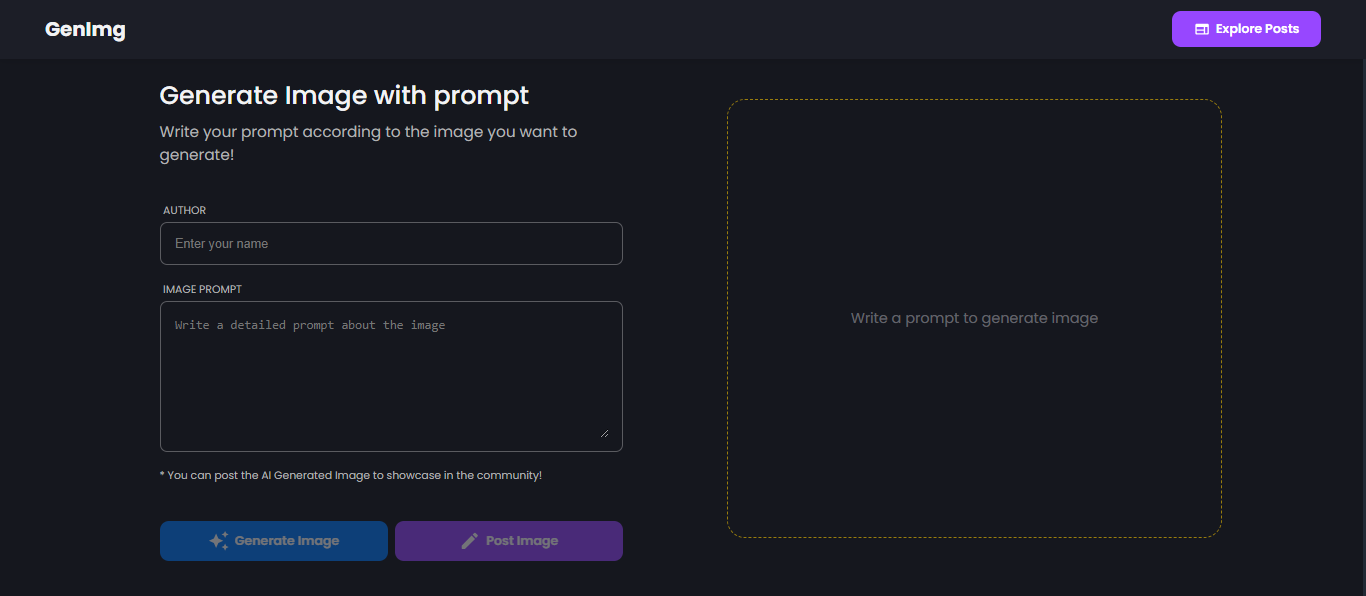 GenImg
Explore Posts
Generate Image with prompt
Write your prompt according to the image you want to
generate!
AUTHOR
Enter your name
IMAGE PROMPT
Write a detailed prompt about the image
* You can post the AI Generated Image to showcase in the community!
Generate Image
Post Image
Write a prompt to generate image